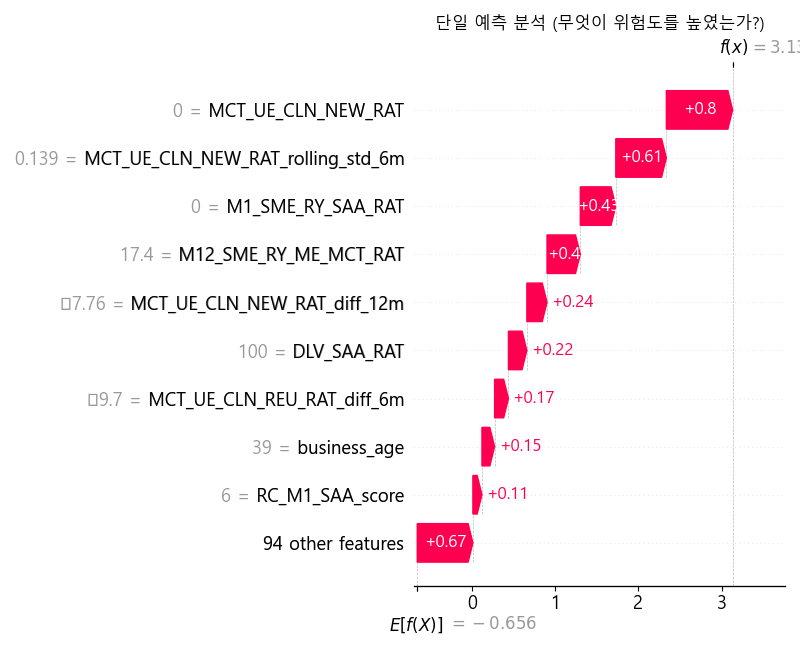 단일 예측 분석 (무엇이 위험도를 높였는가?)
f(x) = 3.13
0 = MCT_UE_CLN_NEW_RAT +0.8
0.139 = MCT_UE_CLN_NEW_RAT_rolling_std_6m +0.61
0 = M1_SME_RY_SAA_RAT +0.43
17.4 = M12_SME_RY_ME_MCT_RAT +0.4
□7.76 = MCT_UE_CLN_NEW_RAT_diff_12m +0.24
100 = DLV_SAA_RAT +0.22
□9.7 = MCT_UE_CLN_REU_RAT_diff_6m +0.17
39 = business_age +0.15
6 = RC_M1_SAA_score +0.11
94 other features +0.67
0 1 2 3
E[f(X)] = −0.656